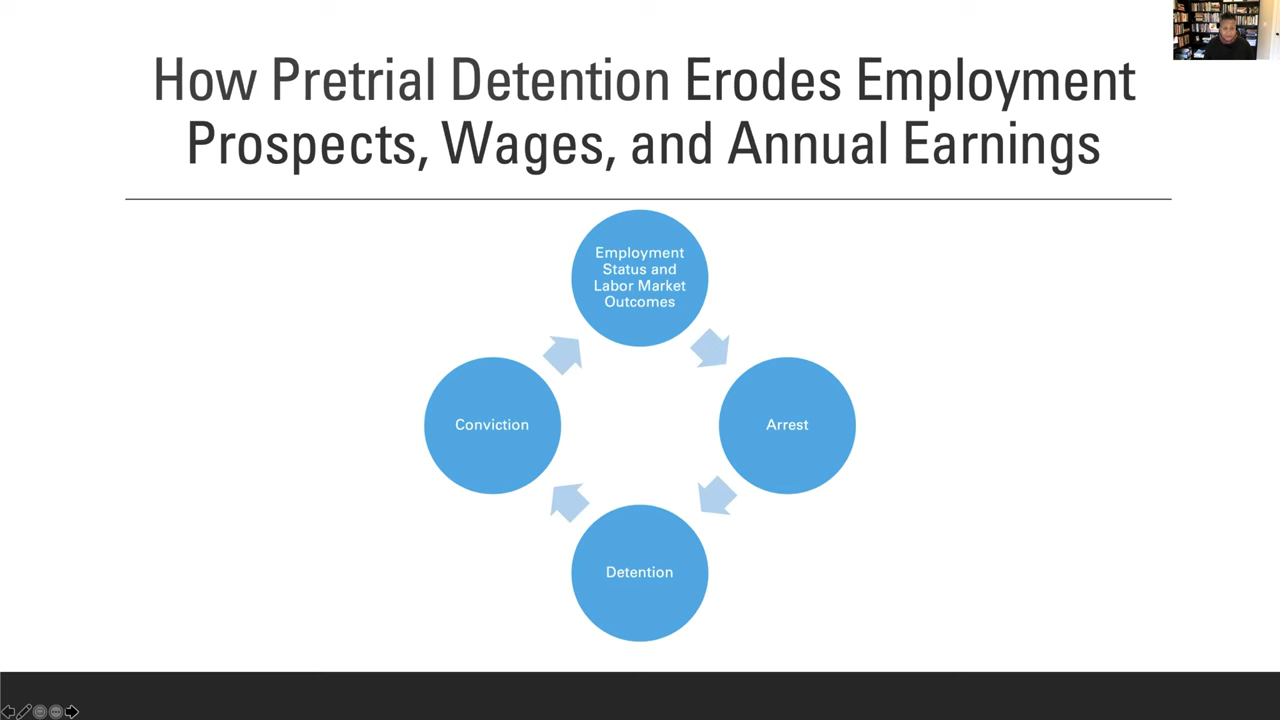 How Pretrial Detention Erodes Employment
Prospects, Wages, and Annual Earnings
Employment
Status and
Labor Market
Outcomes
Arrest
Detention
Conviction